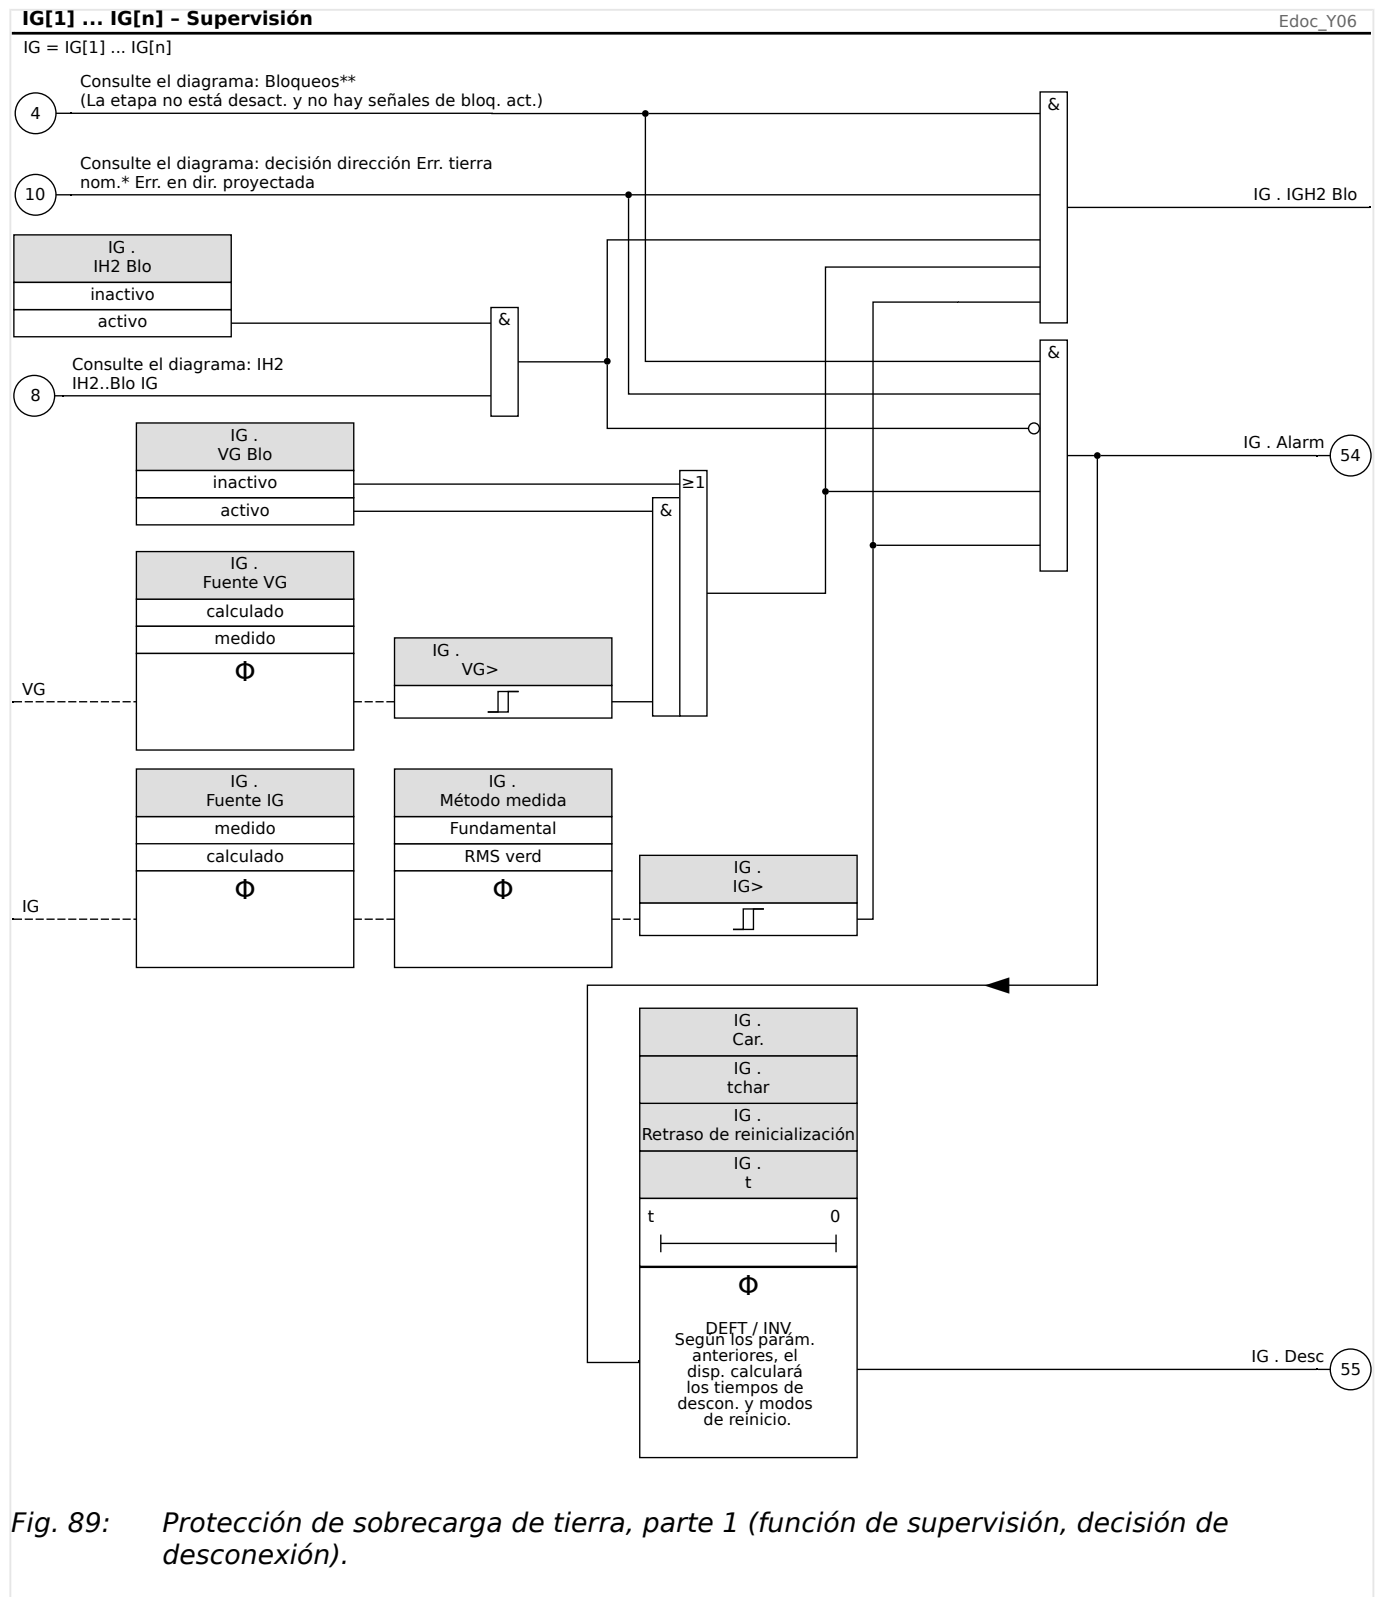 IG[1] ... IG[n] – Supervisión
Edoc_Y06
IG = IG[1] ... IG[n]
Consulte el diagrama: Bloqueos**
(La etapa no está desact. y no hay señales de bloq. act.)
4
&
Consulte el diagrama: decisión dirección Err. tierra
nom.* Err. en dir. proyectada
10
IG . IGH2 Blo
IG .
IH2 Blo
inactivo
activo
&
&
Consulte el diagrama: IH2
IH2..Blo IG
8
IG .
VG Blo
inactivo
activo
≥1
&
IG . Alarm
54
IG .
Fuente VG
calculado
medido
Φ
VG
IG .
VG>
IG .
Fuente IG
medido
calculado
Φ
IG
IG .
Método medida
Fundamental
RMS verd
Φ
IG .
IG>
IG .
Car.
IG .
tchar
IG .
Retraso de reinicialización
IG .
t
t 0
Φ
DEFT / INV
Según los parám.
anteriores, el
disp. calculará
los tiempos de
descon. y modos
de reinicio.
IG . Desc
55
Fig. 89: Protección de sobrecarga de tierra, parte 1 (función de supervisión, decisión de
desconexión).